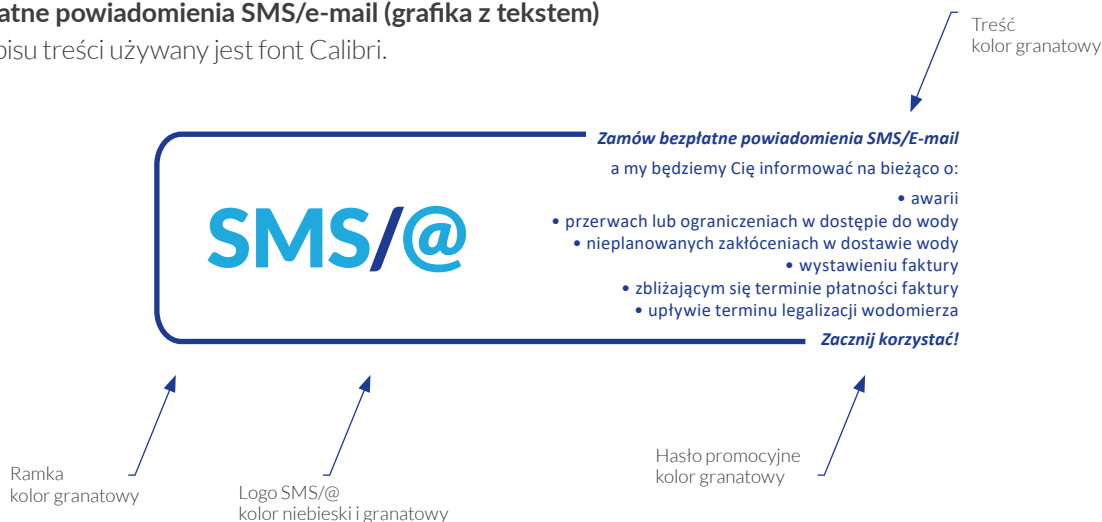 atne powiadomienia SMS/e-mail (grafika z tekstem)
pisu treści używany jest font Calibri.
Treść
kolor granatowy
Zamów bezpłatne powiadomienia SMS/E-mail
a my będziemy Cię informować na bieżąco o:
• awarii
• przerwach lub ograniczeniach w dostępie do wody
• nieplanowanych zakłóceniach w dostawie wody
• wystawieniu faktury
• zbliżającym się terminie płatności faktury
• upływie terminu legalizacji wodomierza
Zacznij korzystać!
SMS/@
Ramka
kolor granatowy
Logo SMS/@
kolor niebieski i granatowy
Hasło promocyjne
kolor granatowy